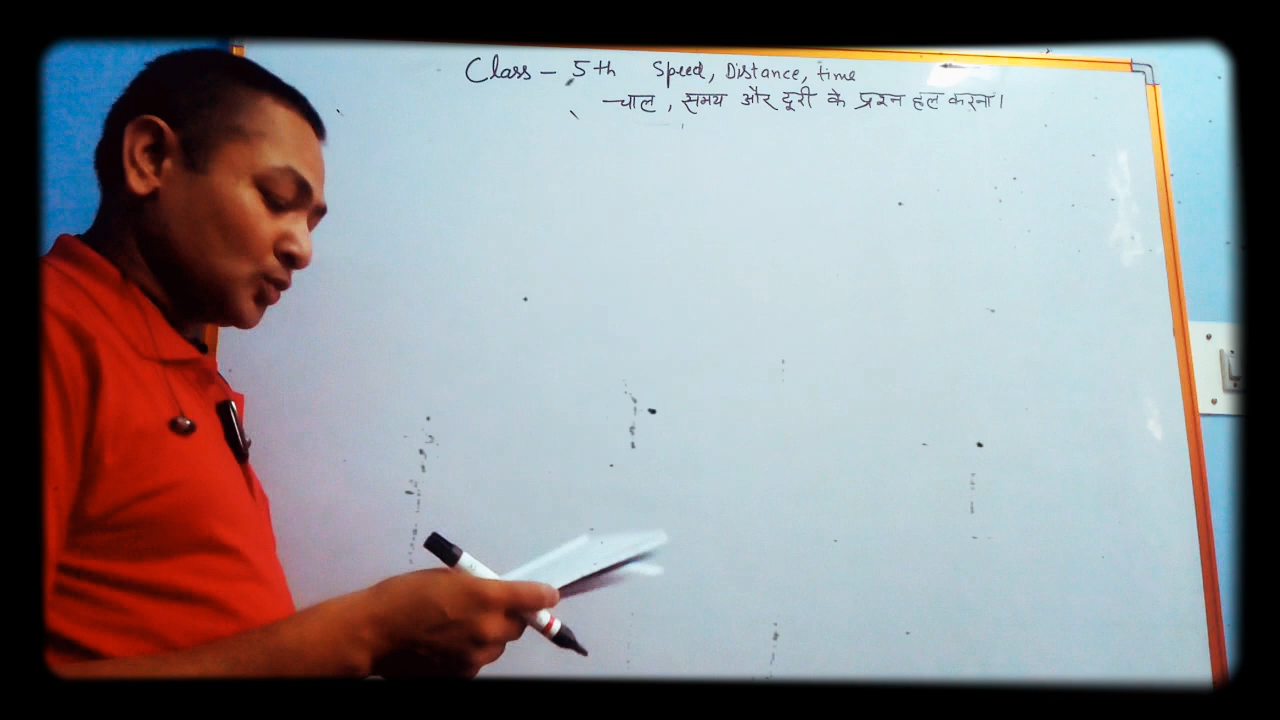 Class - 5th Speed, Distance, time
चाल, समय और दूरी के प्रश्न हल करना।